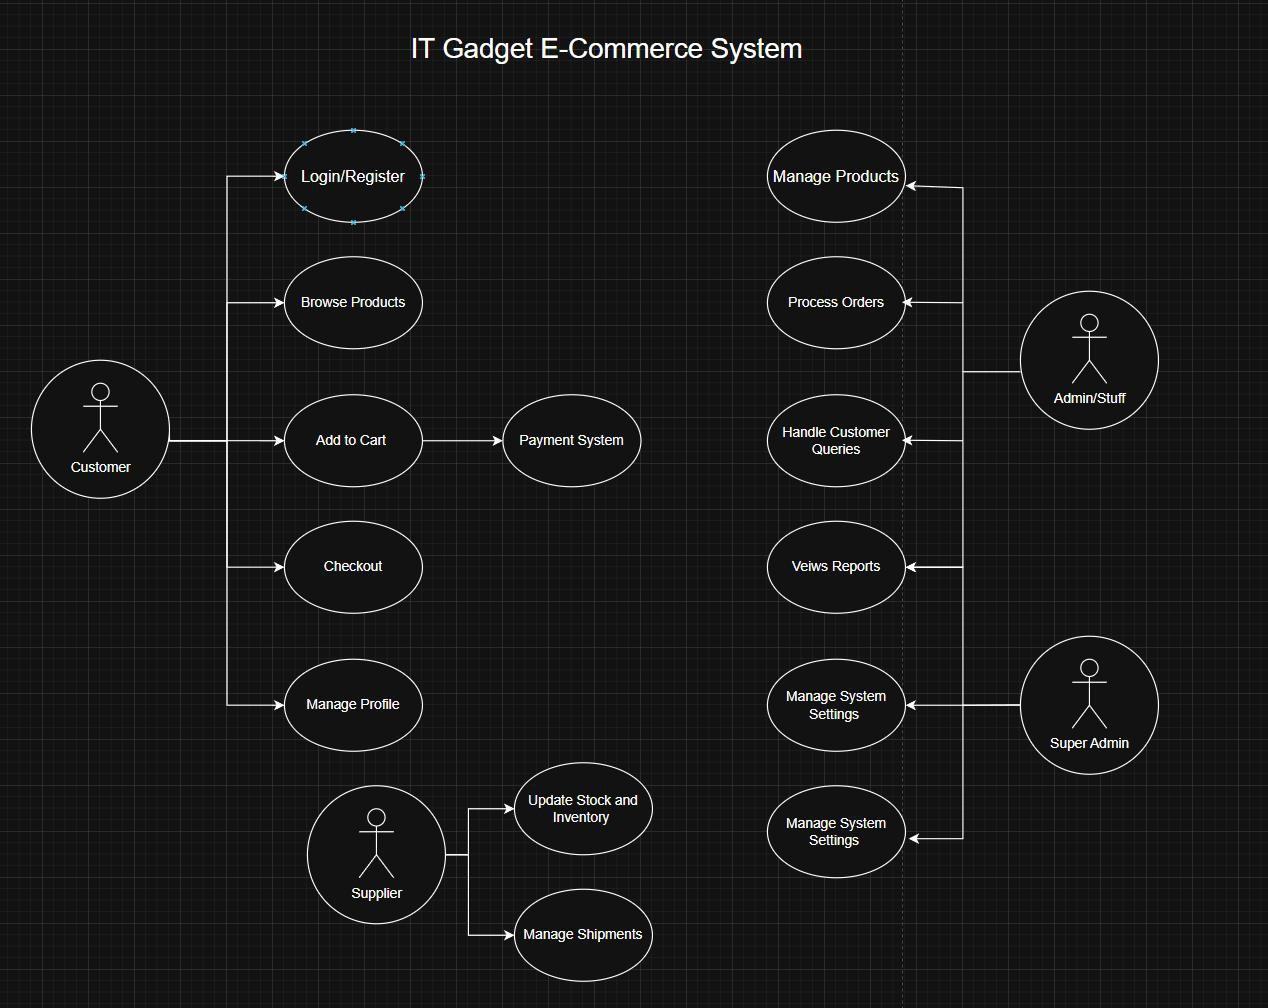 IT Gadget E-Commerce System
Login/Register
Manage Products
Browse Products
Process Orders
Admin/Stuff
Customer
Add to Cart
Payment System
Handle Customer
Queries
Checkout
Veiws Reports
Manage Profile
Manage System
Settings
Super Admin
Update Stock and
Inventory
Manage System
Settings
Supplier
Manage Shipments